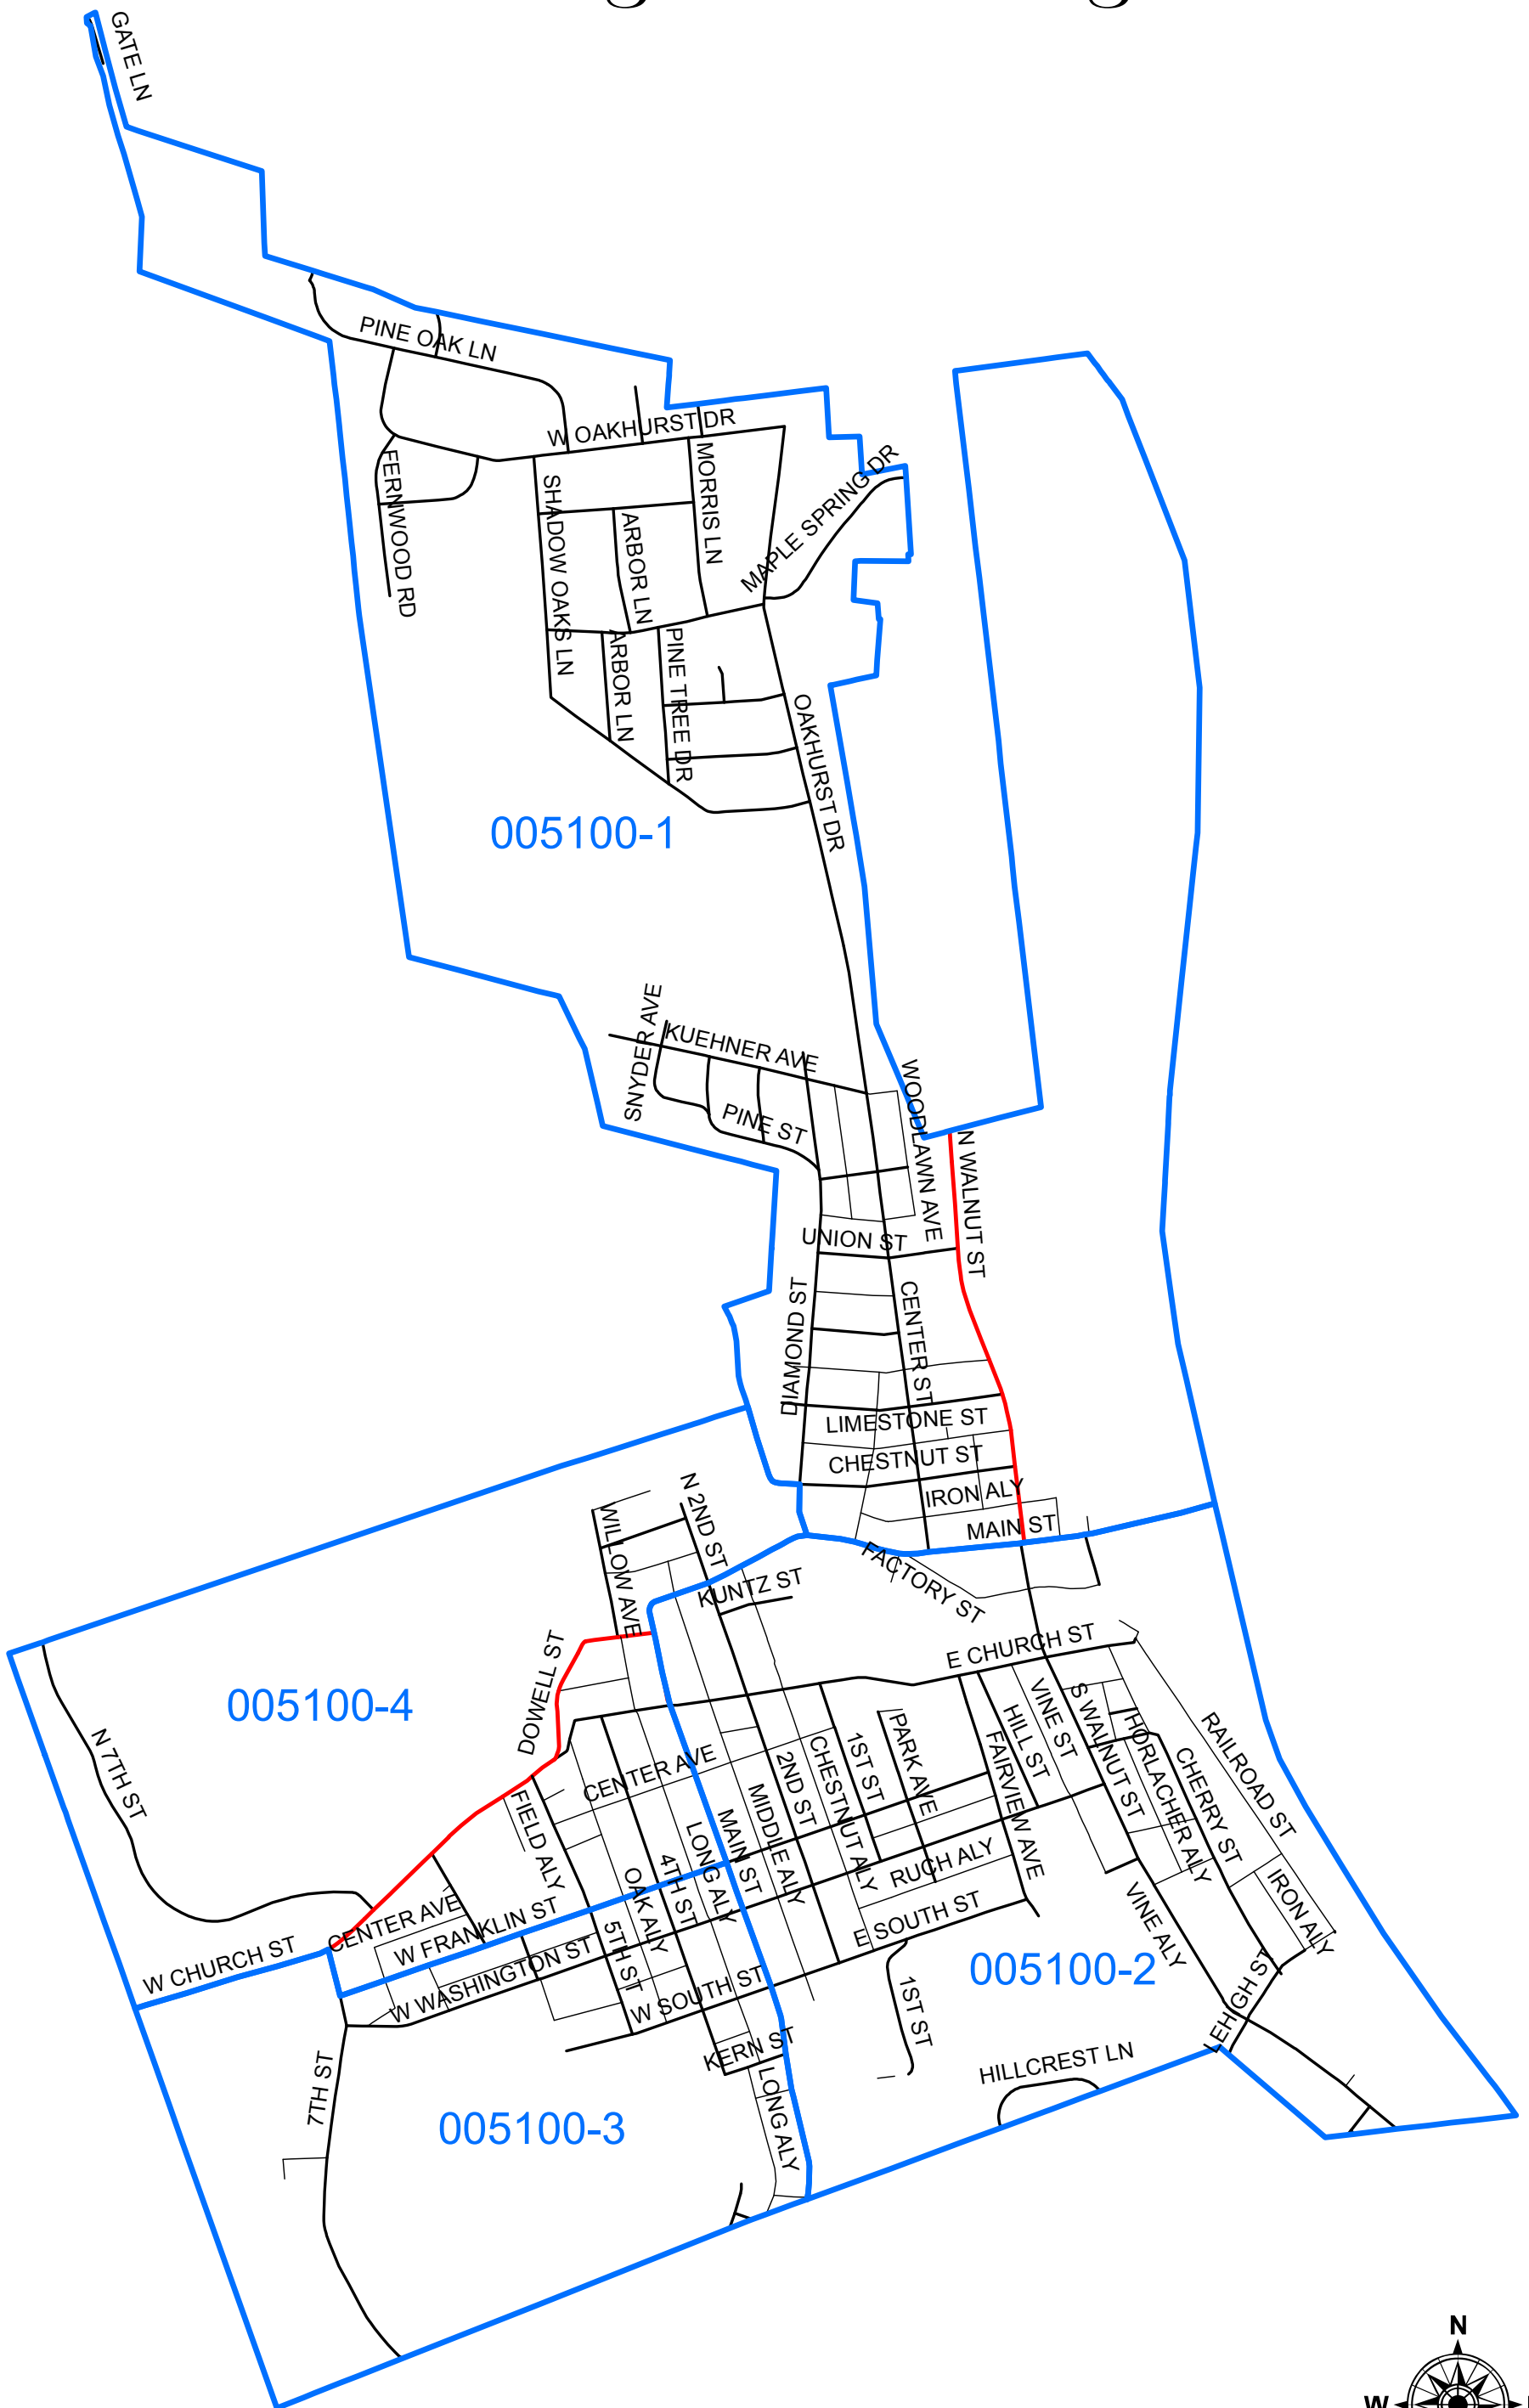 GATE LN
PINE OAK LN
W OAKHURST DR
FERNWOOD RD
SHADOW OAKS LN
MORRIS LN
ARBOR LN
MAPLE SPRING DR
ARBOR LN
PINE TREE DR
OAKHURST DR
005100-1
SNYDER AVE
KUEHNER AVE
PINE ST
WOODLAWN AVE
N WALNUT ST
UNION ST
DIAMOND ST
CENTER ST
LIMESTONE ST
CHESTNUT ST
IRON ALY
MAIN ST
N 2ND ST
WILLOW AVE
KUNTZ ST
FACTORY ST
DOWELL ST
E CHURCH ST
005100-4
N 7TH ST
CENTER AVE
FIELD ALY
2ND ST
CHESTNUT ALY
1ST ST
PARK AVE
FAIRVIEW AVE
HILL ST
VINE ST
S WALNUT ST
HORLACHER ALY
CHERRY ST
RAILROAD ST
MIDDLE ALY
MAIN ST
LONG ALY
4TH ST
OAK ALY
RUCH ALY
CENTER AVE
W FRANKLIN ST
W CHURCH ST
W WASHINGTON ST
5TH ST
E SOUTH ST
W SOUTH ST
VINE ALY
IRON ALY
005100-2
1ST ST
LEHIGH ST
KERN ST
HILLCREST LN
7TH ST
LONG ALY
005100-3
N
W